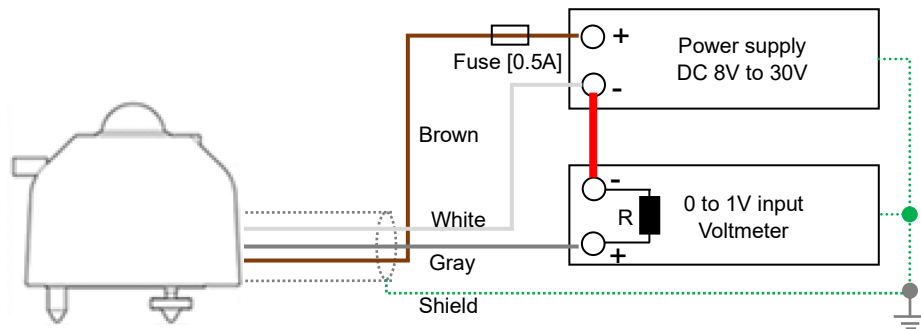 +
Fuse [0.5A]
Power supply
DC 8V to 30V
-
Brown
-
White
R
0 to 1V input
Voltmeter
Gray
+
Shield